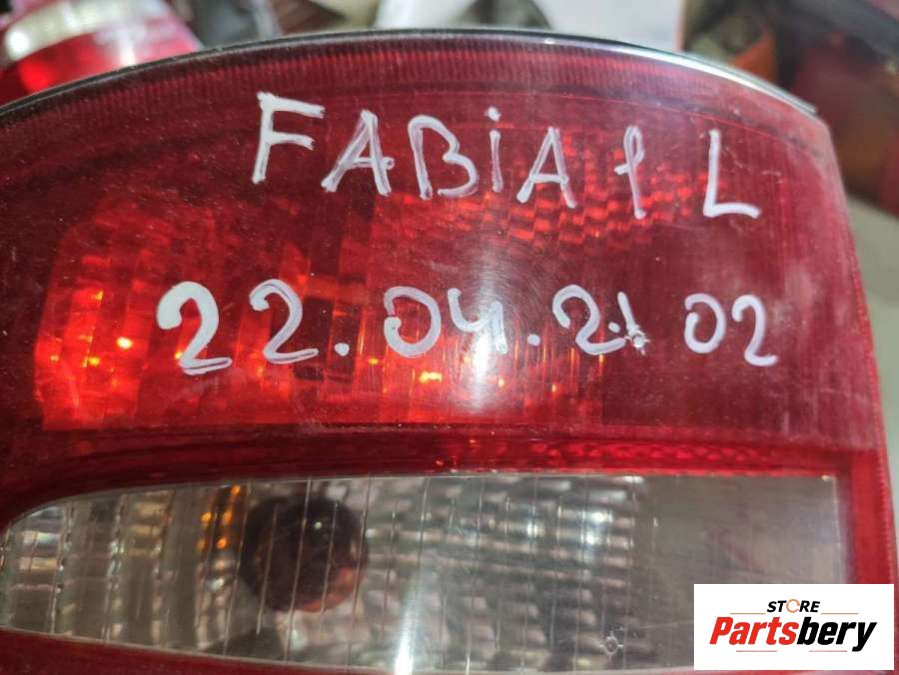 FABiA 1 L
22.04.21 02
STORE
Partsbery